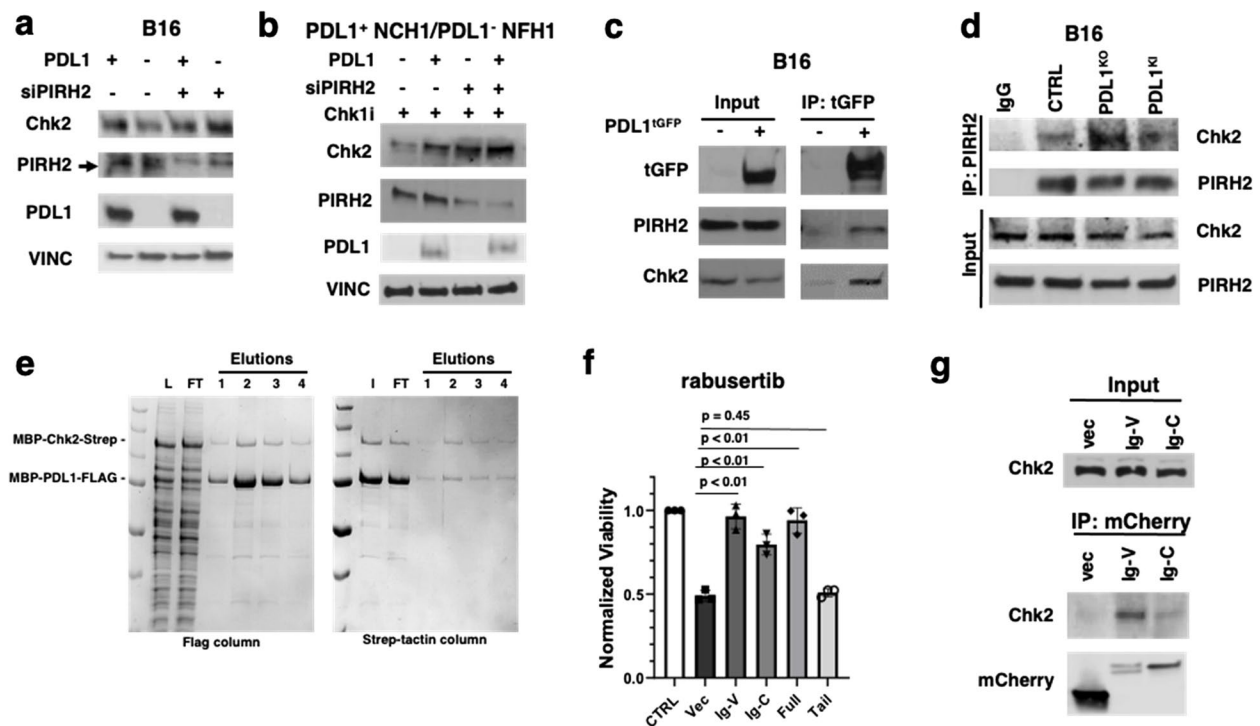 a
B16
PDL1 + - + -
siPIRH2 - - + +
Chk2
PIRH2
PDL1
VINC
b
PDL1⁺ NCH1/PDL1⁻ NFH1
PDL1 - + - +
siPIRH2 - - + +
Chk1i + + + +
Chk2
PIRH2
PDL1
VINC
c
B16
Input IP: tGFP
PDL1ᵗᴳᶠᴾ - + - +
tGFP
PIRH2
Chk2
d
B16
IgG CTRL PDL1ᴷᴼ PDL1ᴷᴵ
IP: PIRH2
Chk2
PIRH2
Input
Chk2
PIRH2
e
Elutions Elutions
L FT 1 2 3 4 I FT 1 2 3 4
MBP-Chk2-Strep -
MBP-PDL1-FLAG -
Flag column Strep-tactin column
f
rabusertib
p = 0.45
p < 0.01
p < 0.01
p < 0.01
Normalized Viability
1.0
0.5
0.0
CTRL Vec Ig-V Ig-C Full Tail
g
Input
vec Ig-V Ig-C
Chk2
IP: mCherry
vec Ig-V Ig-C
Chk2
mCherry